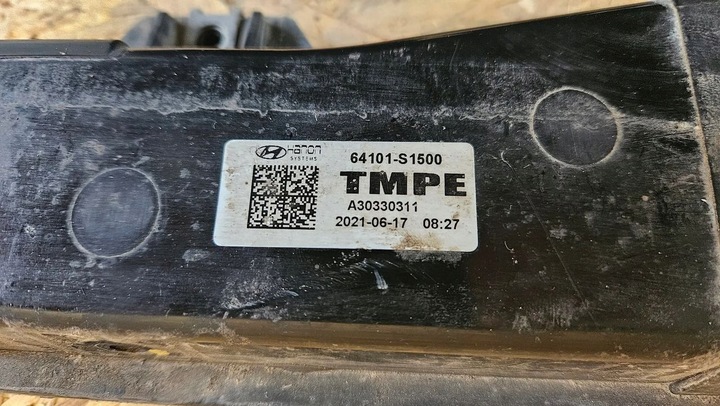 Hanon
SYSTEMS
64101-S1500
TMPE
A30330311
2021-06-17 08:27